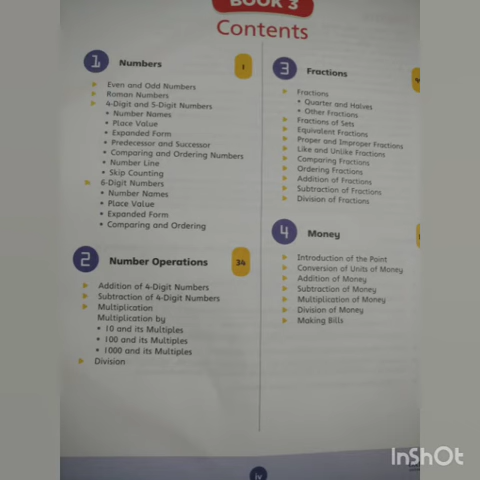 BOOK 3
Contents
1 Numbers 1
Even and Odd Numbers
Roman Numbers
4-Digit and 5-Digit Numbers
• Number Names
• Place Value
• Expanded Form
• Predecessor and Successor
• Comparing and Ordering Numbers
• Number Line
• Skip Counting
6-Digit Numbers
• Number Names
• Place Value
• Expanded Form
• Comparing and Ordering
2 Number Operations 34
Addition of 4-Digit Numbers
Subtraction of 4-Digit Numbers
Multiplication
Multiplication by
• 10 and its Multiples
• 100 and its Multiples
• 1000 and its Multiples
Division
3 Fractions
Fractions
• Quarter and Halves
• Other Fractions
Fractions of Sets
Equivalent Fractions
Proper and Improper Fractions
Like and Unlike Fractions
Comparing Fractions
Ordering Fractions
Addition of Fractions
Subtraction of Fractions
Division of Fractions
4 Money
Introduction of the Point
Conversion of Units of Money
Addition of Money
Subtraction of Money
Multiplication of Money
Division of Money
Making Bills
iv
InShOt